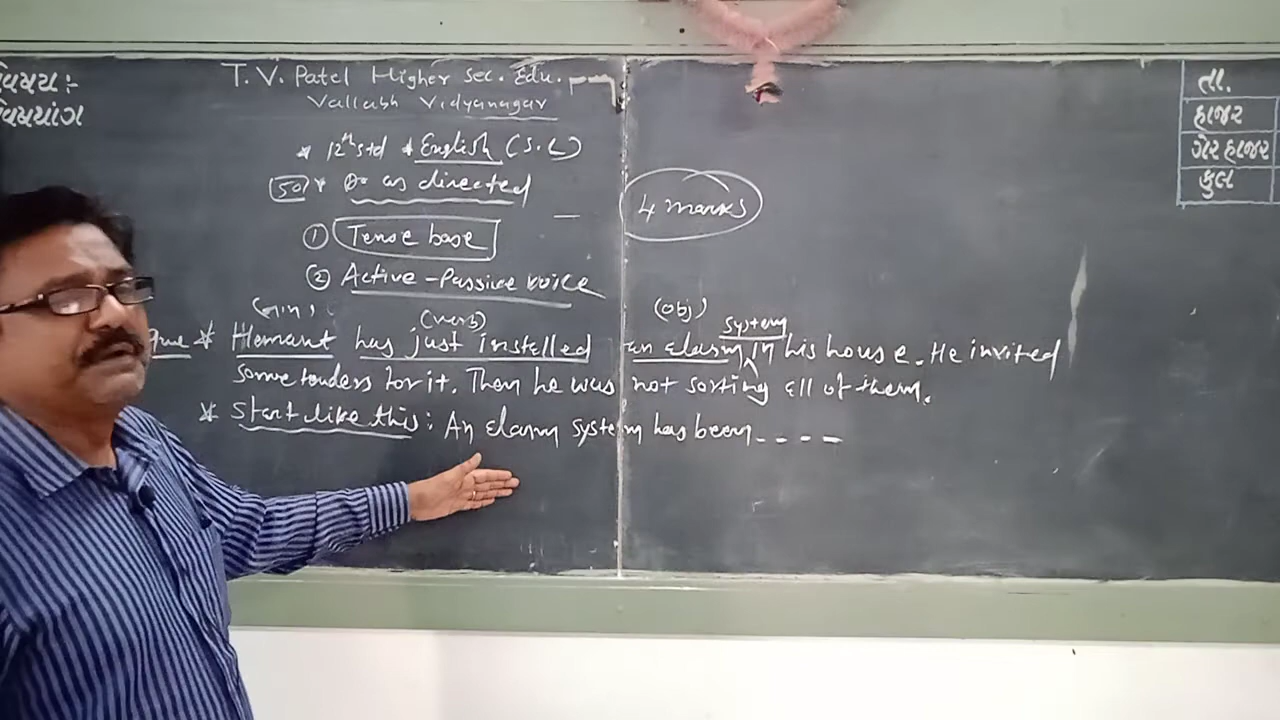 વિષય:-
વિષયાંગ
T. V. Patel Higher Sec. Edu.
Vallabh Vidyanagar
* 12th std * English (S.L)
50) * Do as directed
4 marks
① Tense base
② Active-Passive voice
(verb)
(obj)
system
que * Hemant has just installed an alarm in his house. He invited
some tenders for it. Then he was not sorting all of them.
* Start like this: An alarm system has been ----
તા.
હાજર
ગેર હાજર
કુલ